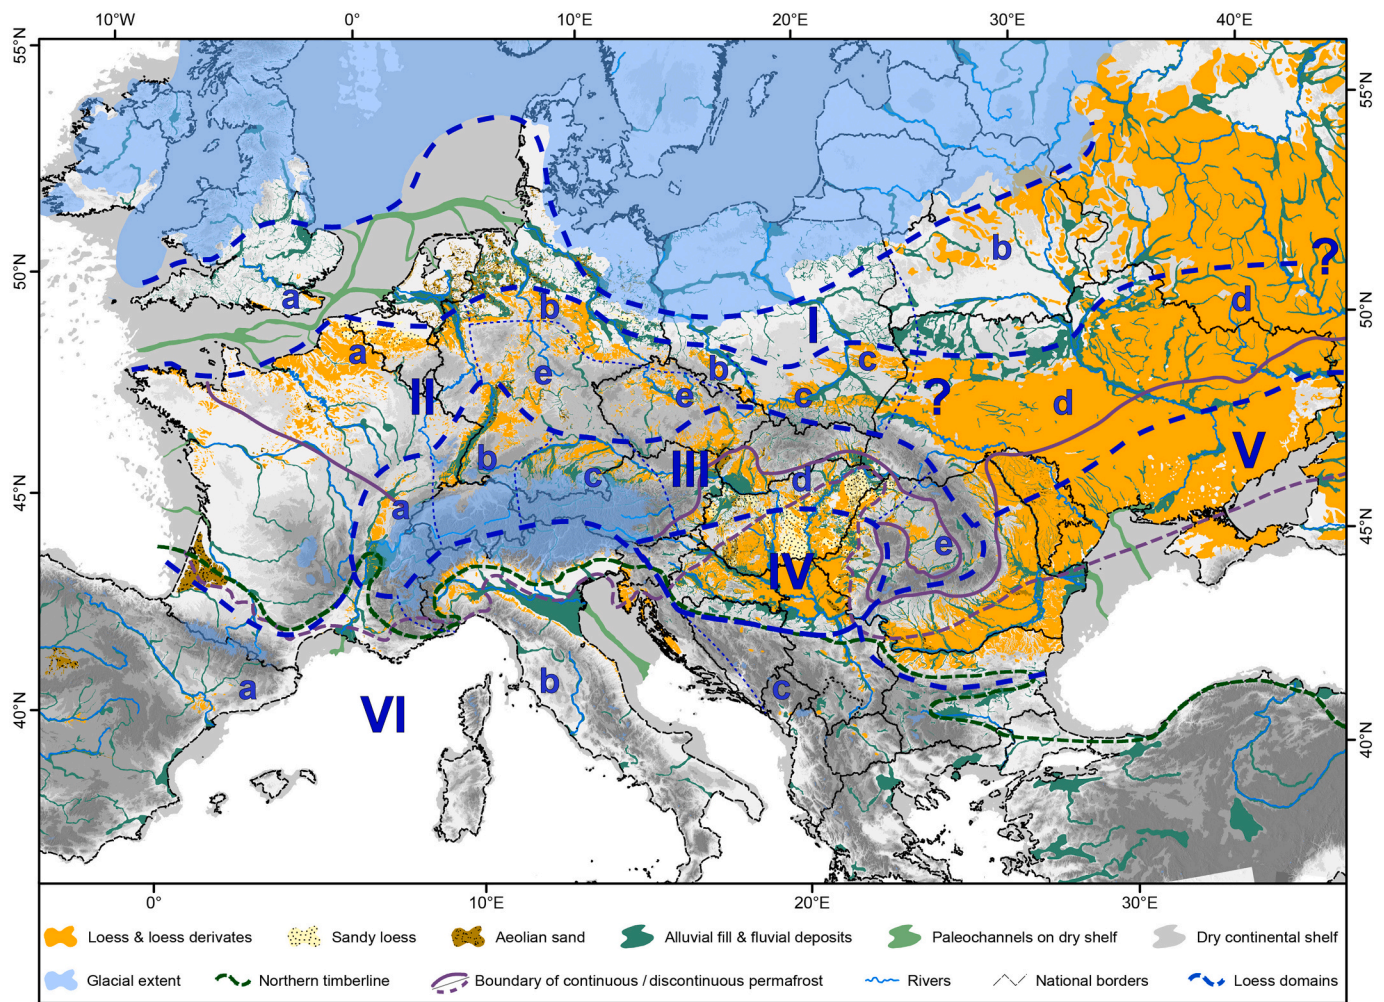 10°W 0° 10°E 20°E 30°E 40°E
55°N
55°N
a b ?
50°N
50°N
I d
b
a c
b
II e e c ? d
V
b III
c d
45°N
a
45°N
e
IV
a b c
VI
40°N
40°N
0° 10°E 20°E 30°E
Loess & loess derivates Sandy loess Aeolian sand Alluvial fill & fluvial deposits Paleochannels on dry shelf Dry continental shelf
Glacial extent Northern timberline Boundary of continuous / discontinuous permafrost Rivers National borders Loess domains